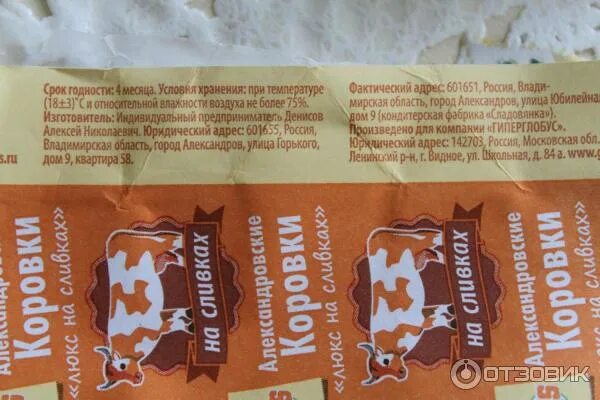 Срок годности: 4 месяца. Условия хранения: при температуре
(18±3)°С и относительной влажности воздуха не более 75%.
Изготовитель: Индивидуальный предприниматель Денисов
Алексей Николаевич. Юридический адрес: 601655, Россия,
Владимирская область, город Александров, улица Горького,
дом 9, квартира 58.
Фактический адрес: 601651, Россия, Влади-
мирская область, город Александров, улица Юбилейная
дом 9 (кондитерская фабрика «Сладовянка»).
Произведено для компании «ГИПЕРГЛОБУС».
Юридический адрес: 142703, Россия, Московская обл.
Ленинский р-н, г. Видное, ул. Школьная, д. 84 а. www.g
s.ru
Александровские
Коровки
«люкс на сливках»
на сливках
Александровские
Коровки
«люкс на сливках»
на сливках
ОТЗОВИК